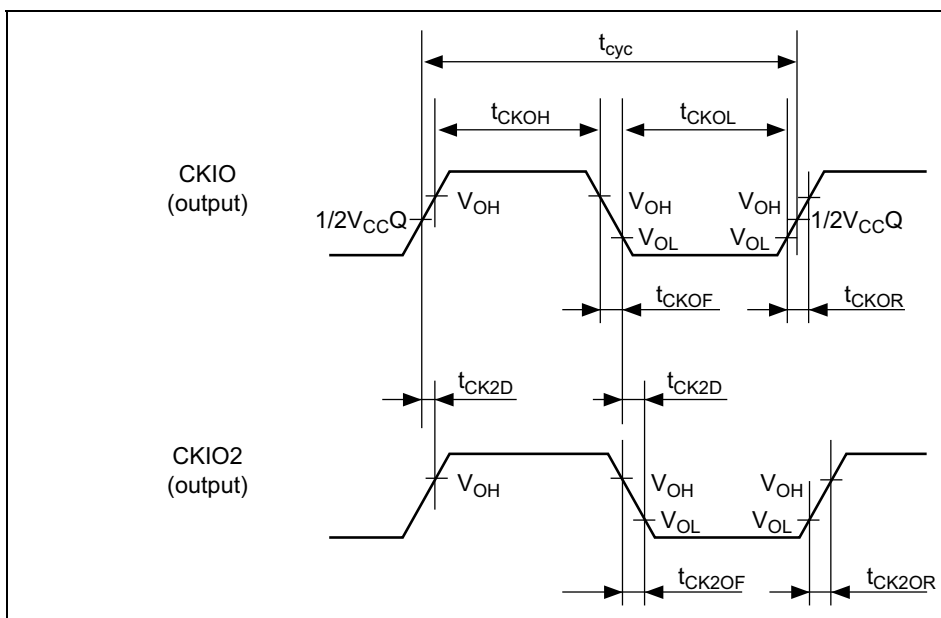 tcyc
tCKOH
tCKOL
CKIO
(output)
VOH
VOH
VOH
1/2VCCQ
VOL
VOL
1/2VCCQ
tCKOF
tCKOR
tCK2D
tCK2D
CKIO2
(output)
VOH
VOH
VOH
VOL
VOL
tCK2OF
tCK2OR